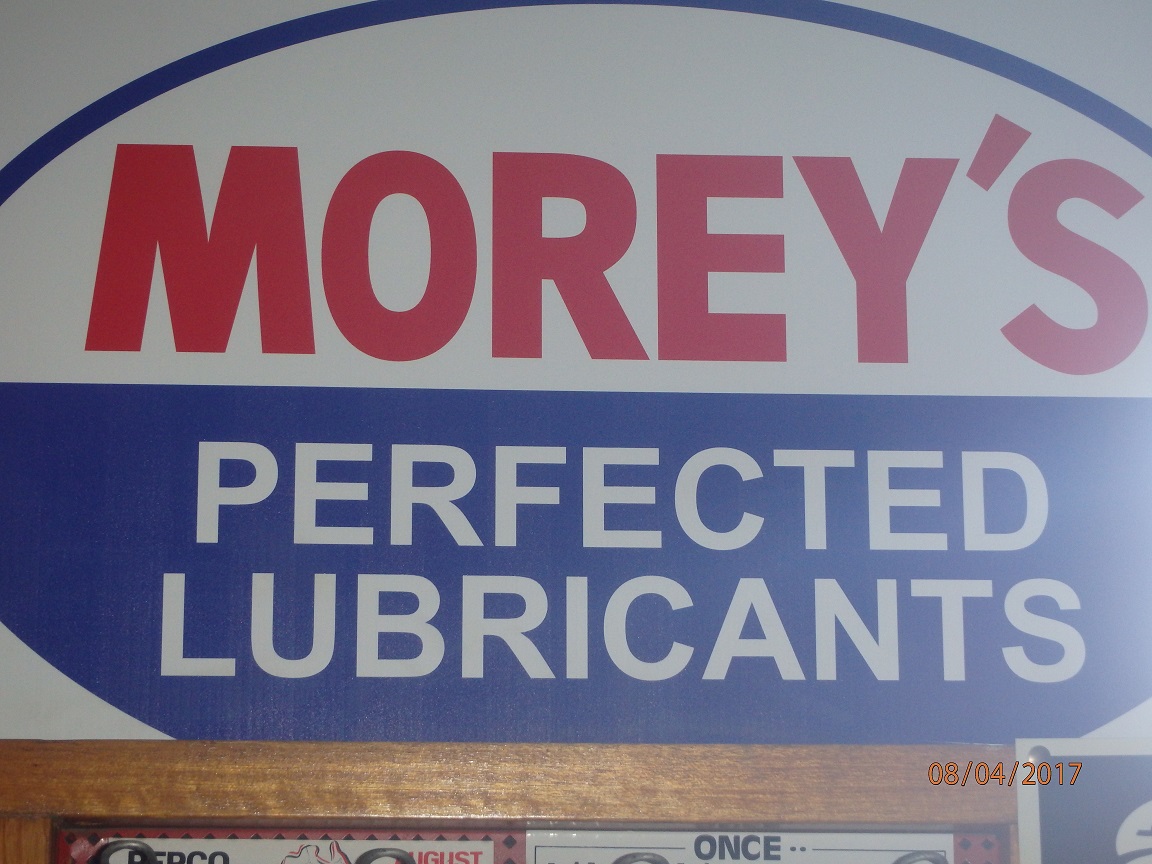 MOREY'S
PERFECTED
LUBRICANTS
08/04/2017
ONCE ··